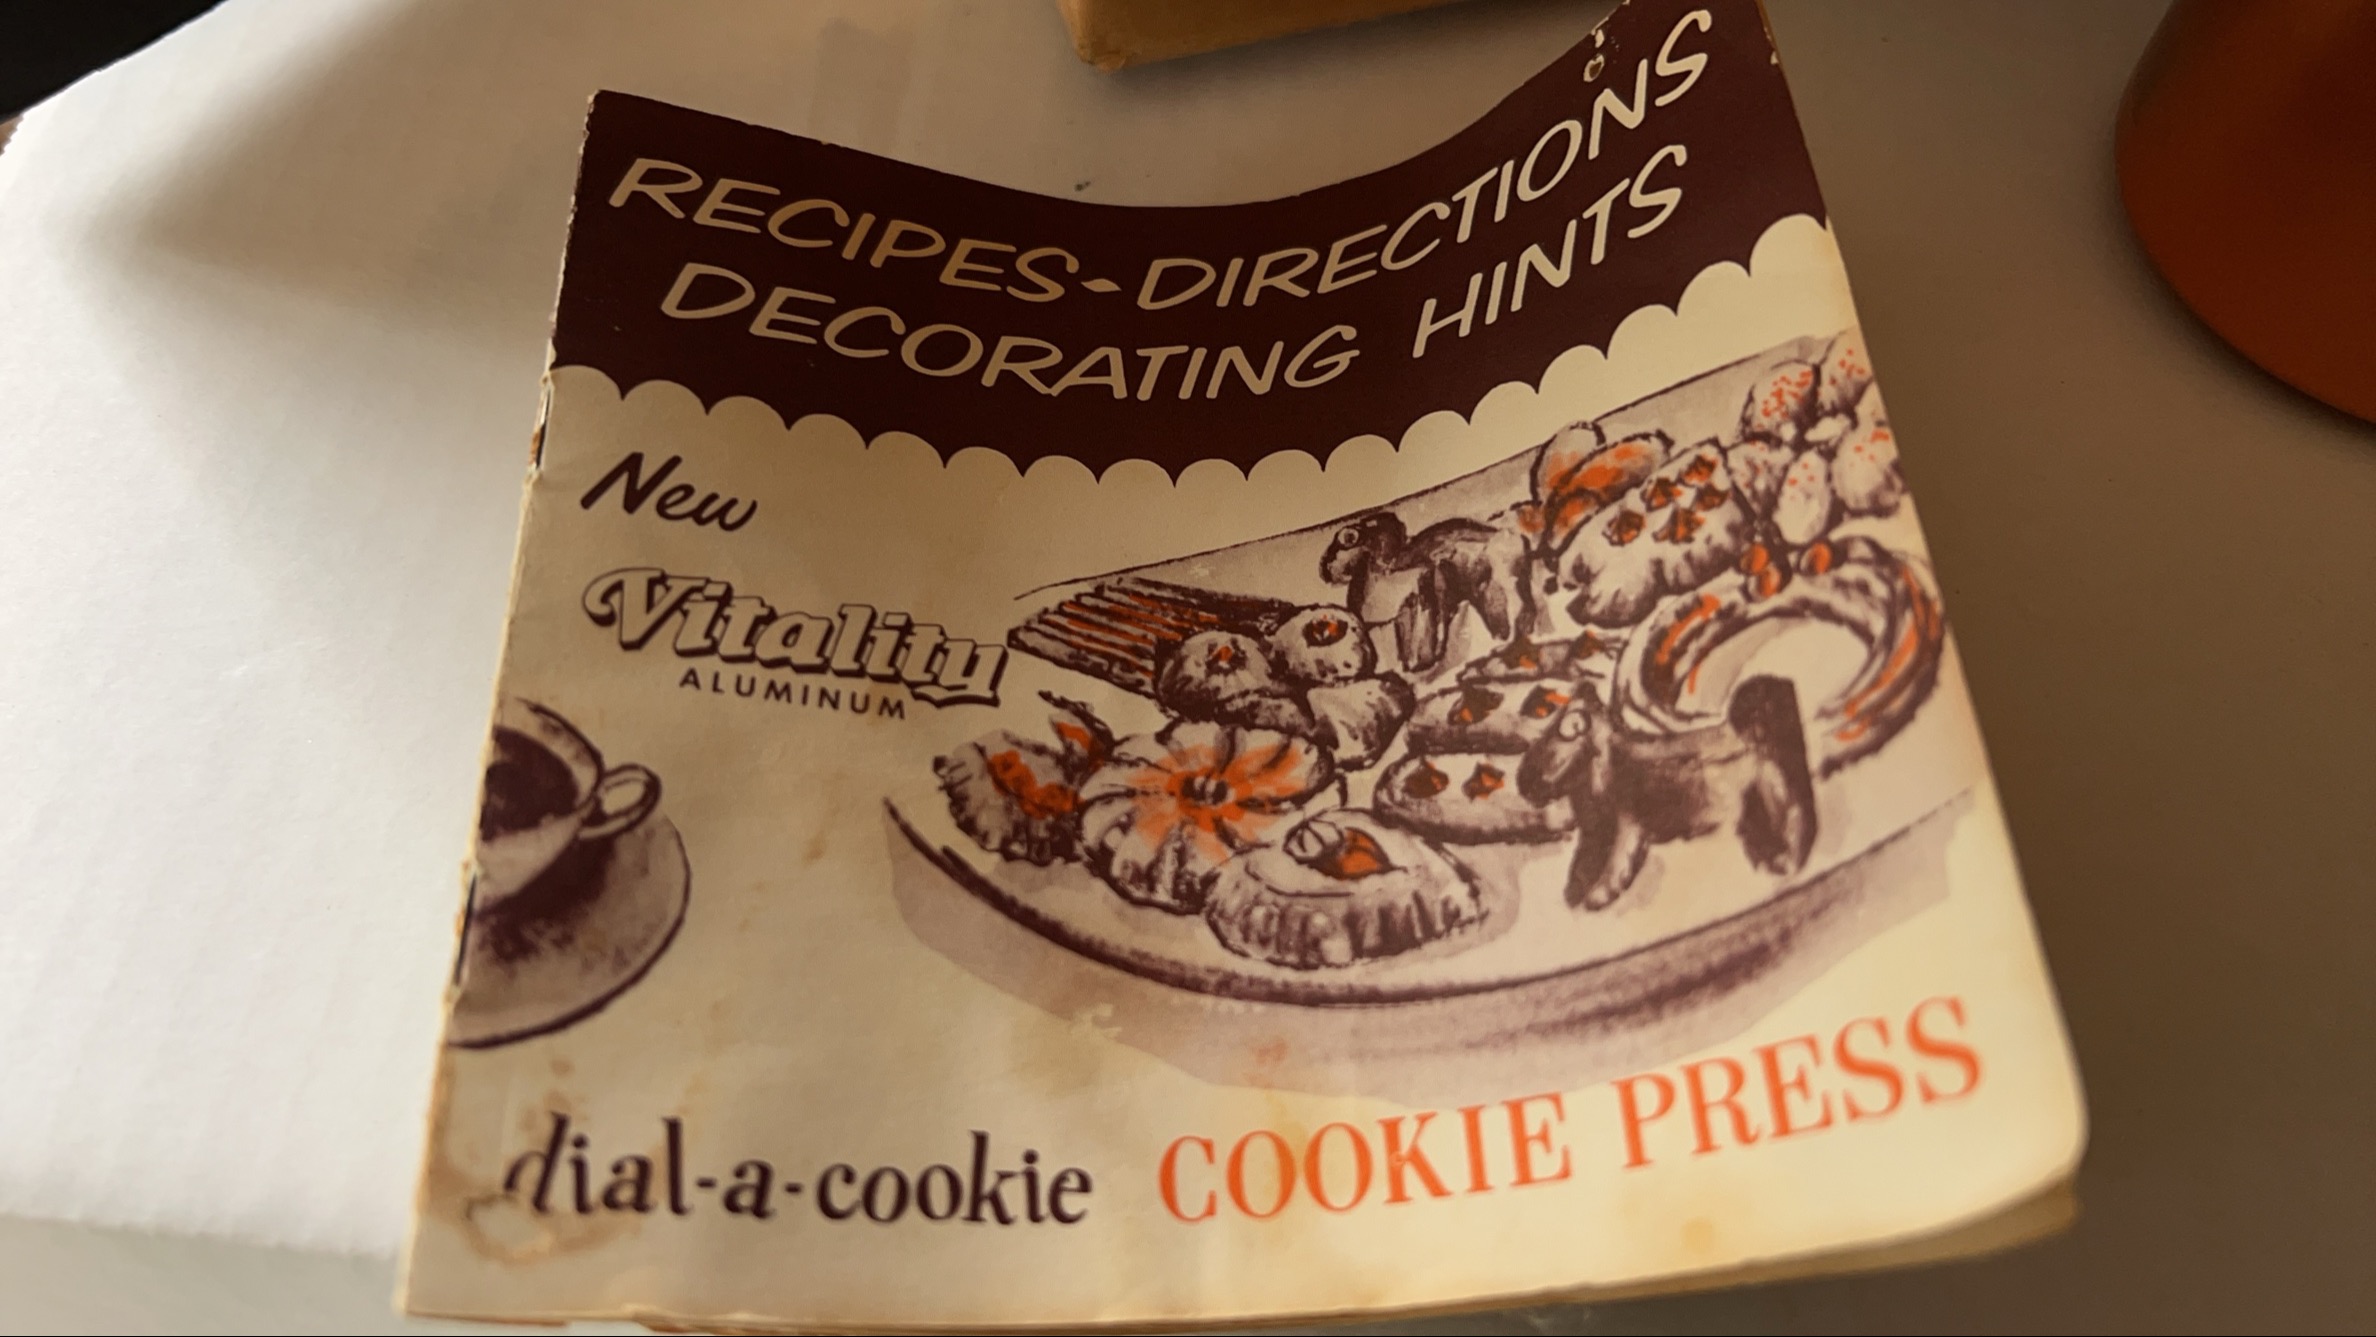 RECIPES-DIRECTIONS
DECORATING HINTS
New
Vitality
ALUMINUM
dial-a-cookie COOKIE PRESS